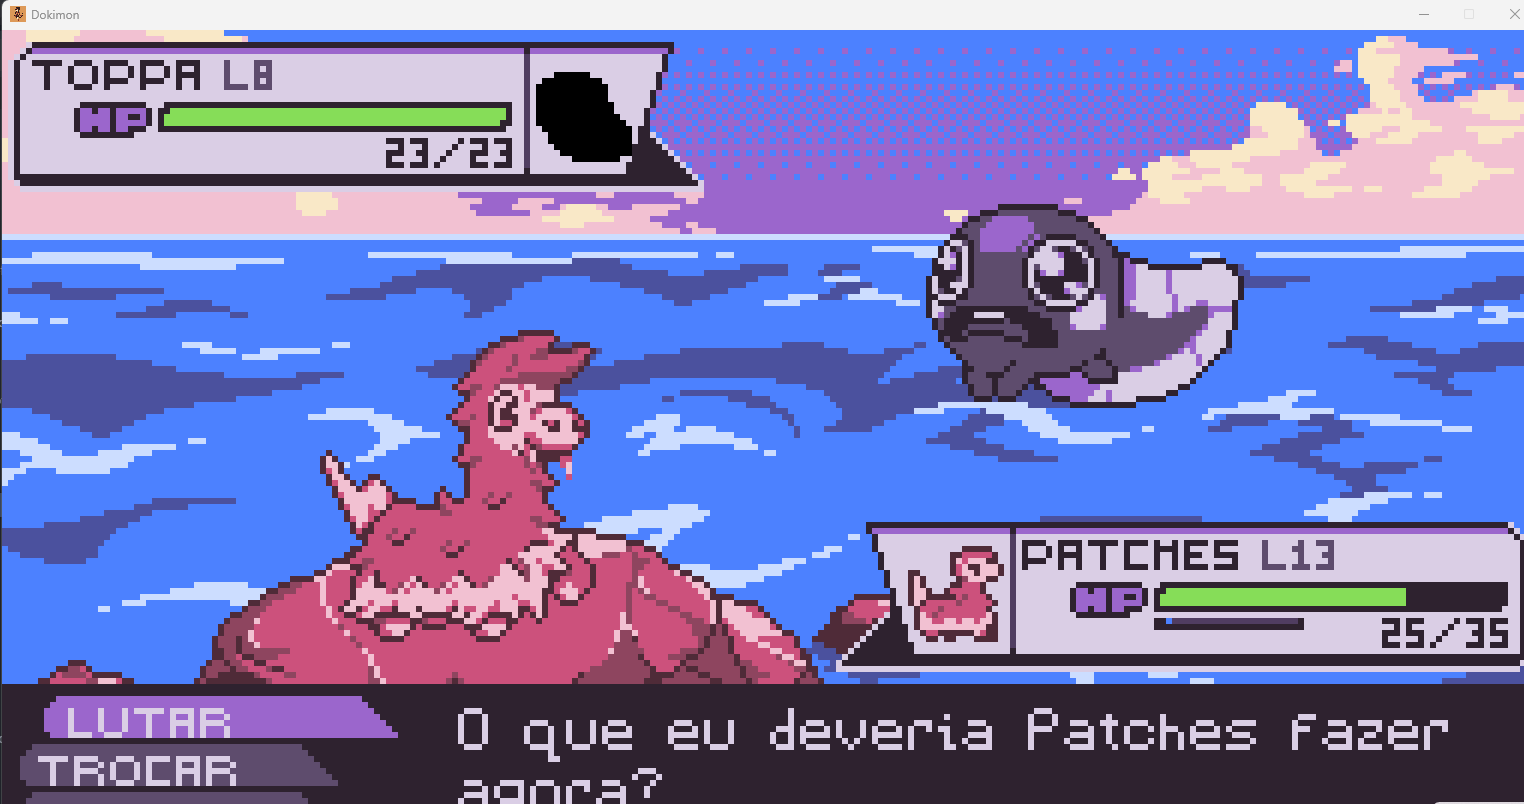 Dokimon
TOPPA L8
HP
23/23
PATCHES L13
HP
25/35
LUTAR
TROCAR
O que eu deveria Patches fazer
agora?